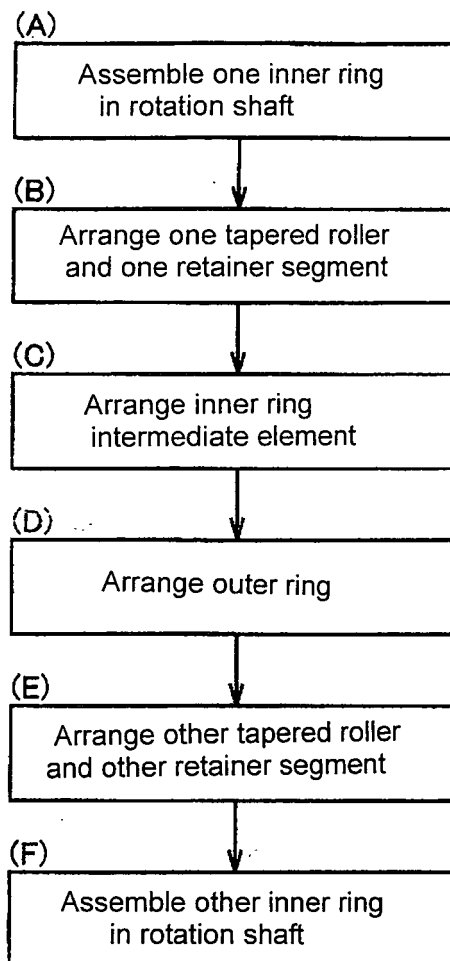 (A)
Assemble one inner ring
in rotation shaft
(B)
Arrange one tapered roller
and one retainer segment
(C)
Arrange inner ring
intermediate element
(D)
Arrange outer ring
(E)
Arrange other tapered roller
and other retainer segment
(F)
Assemble other inner ring
in rotation shaft